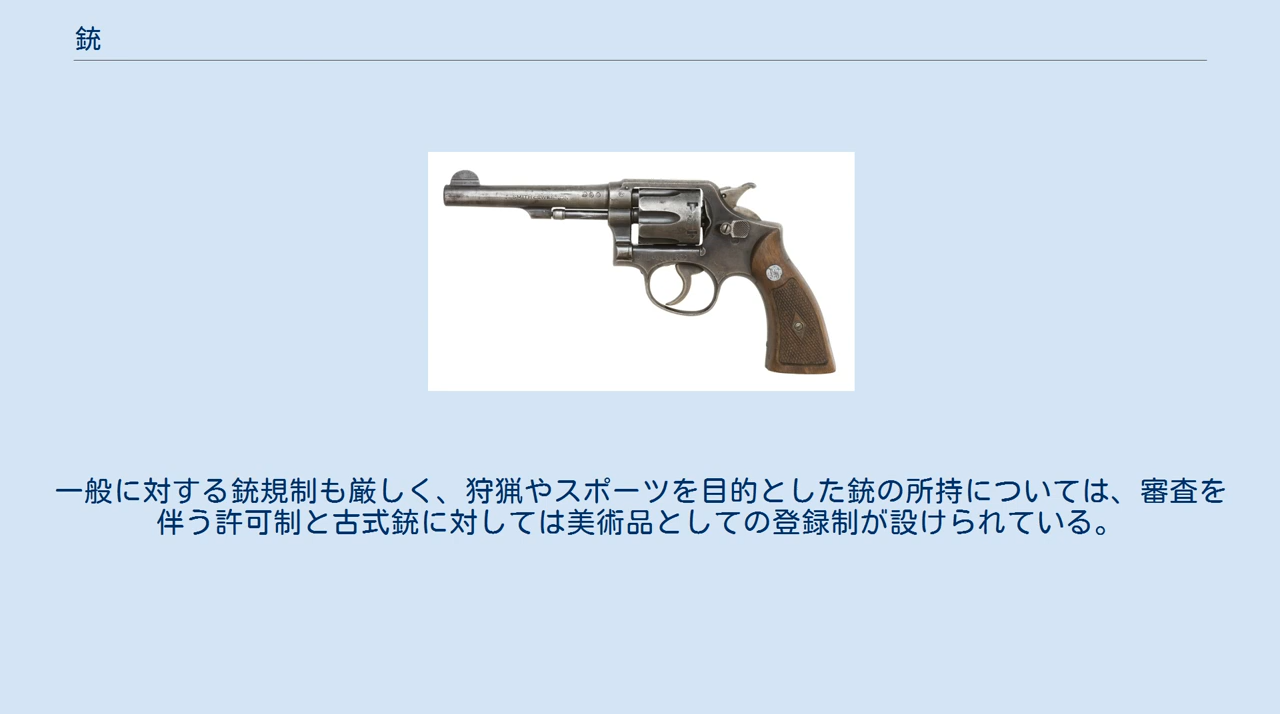 銃
一般に対する銃規制も厳しく、狩猟やスポーツを目的とした銃の所持については、審査を
伴う許可制と古式銃に対しては美術品としての登録制が設けられている。